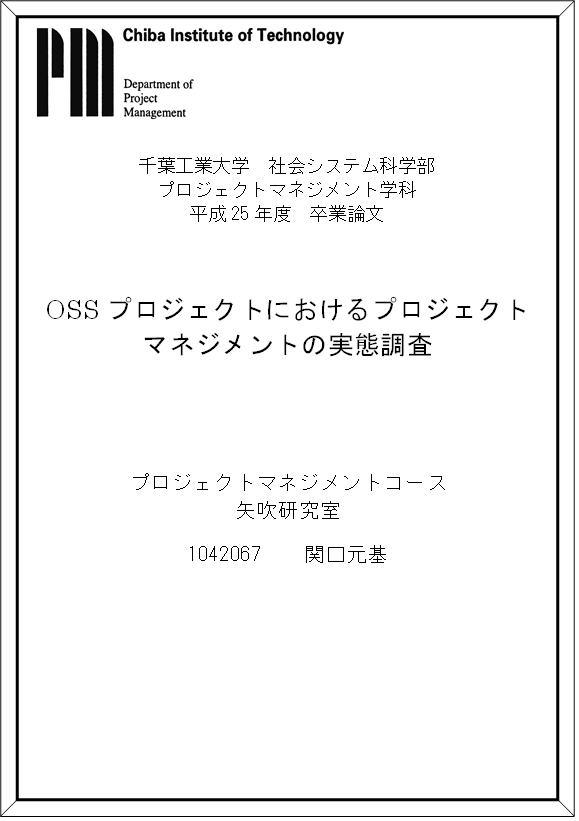 PM
Chiba Institute of Technology
Department of
Project
Management
千葉工業大学　社会システム科学部
プロジェクトマネジメント学科
平成 25 年度　卒業論文
OSS プロジェクトにおけるプロジェクト
マネジメントの実態調査
プロジェクトマネジメントコース
矢吹研究室
1042067　　関口元基